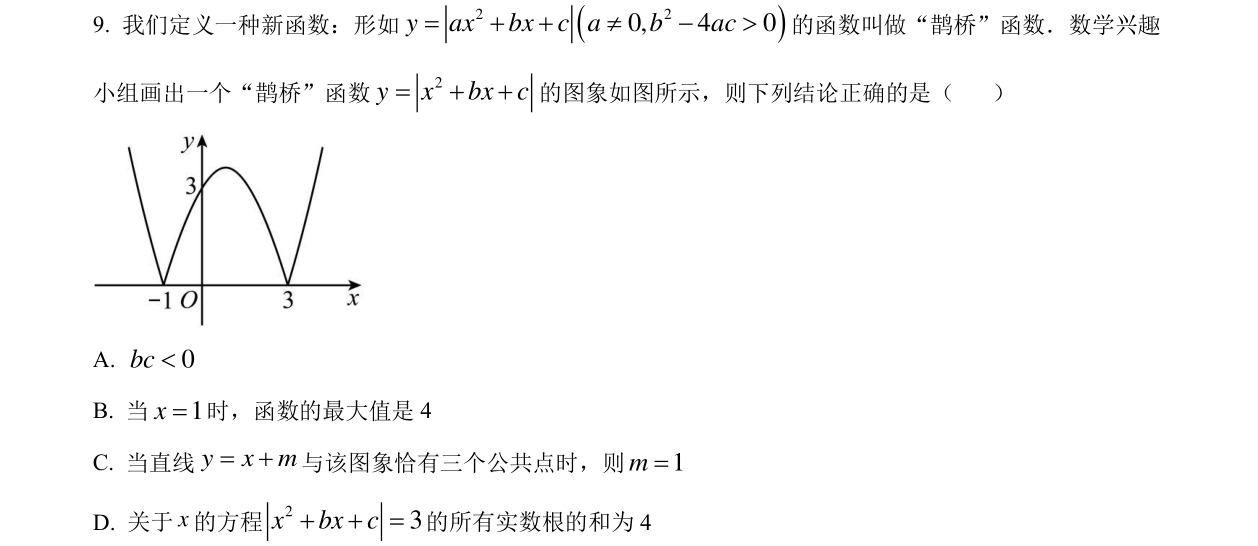 9. 我们定义一种新函数：形如 y = |ax² + bx + c| (a ≠ 0, b² − 4ac > 0) 的函数叫做“鹊桥”函数．数学兴趣
小组画出一个“鹊桥”函数 y = |x² + bx + c| 的图象如图所示，则下列结论正确的是（ ）
y
3
−1 O 3 x
A. bc < 0
B. 当 x = 1 时，函数的最大值是 4
C. 当直线 y = x + m 与该图象恰有三个公共点时，则 m = 1
D. 关于 x 的方程 |x² + bx + c| = 3 的所有实数根的和为 4